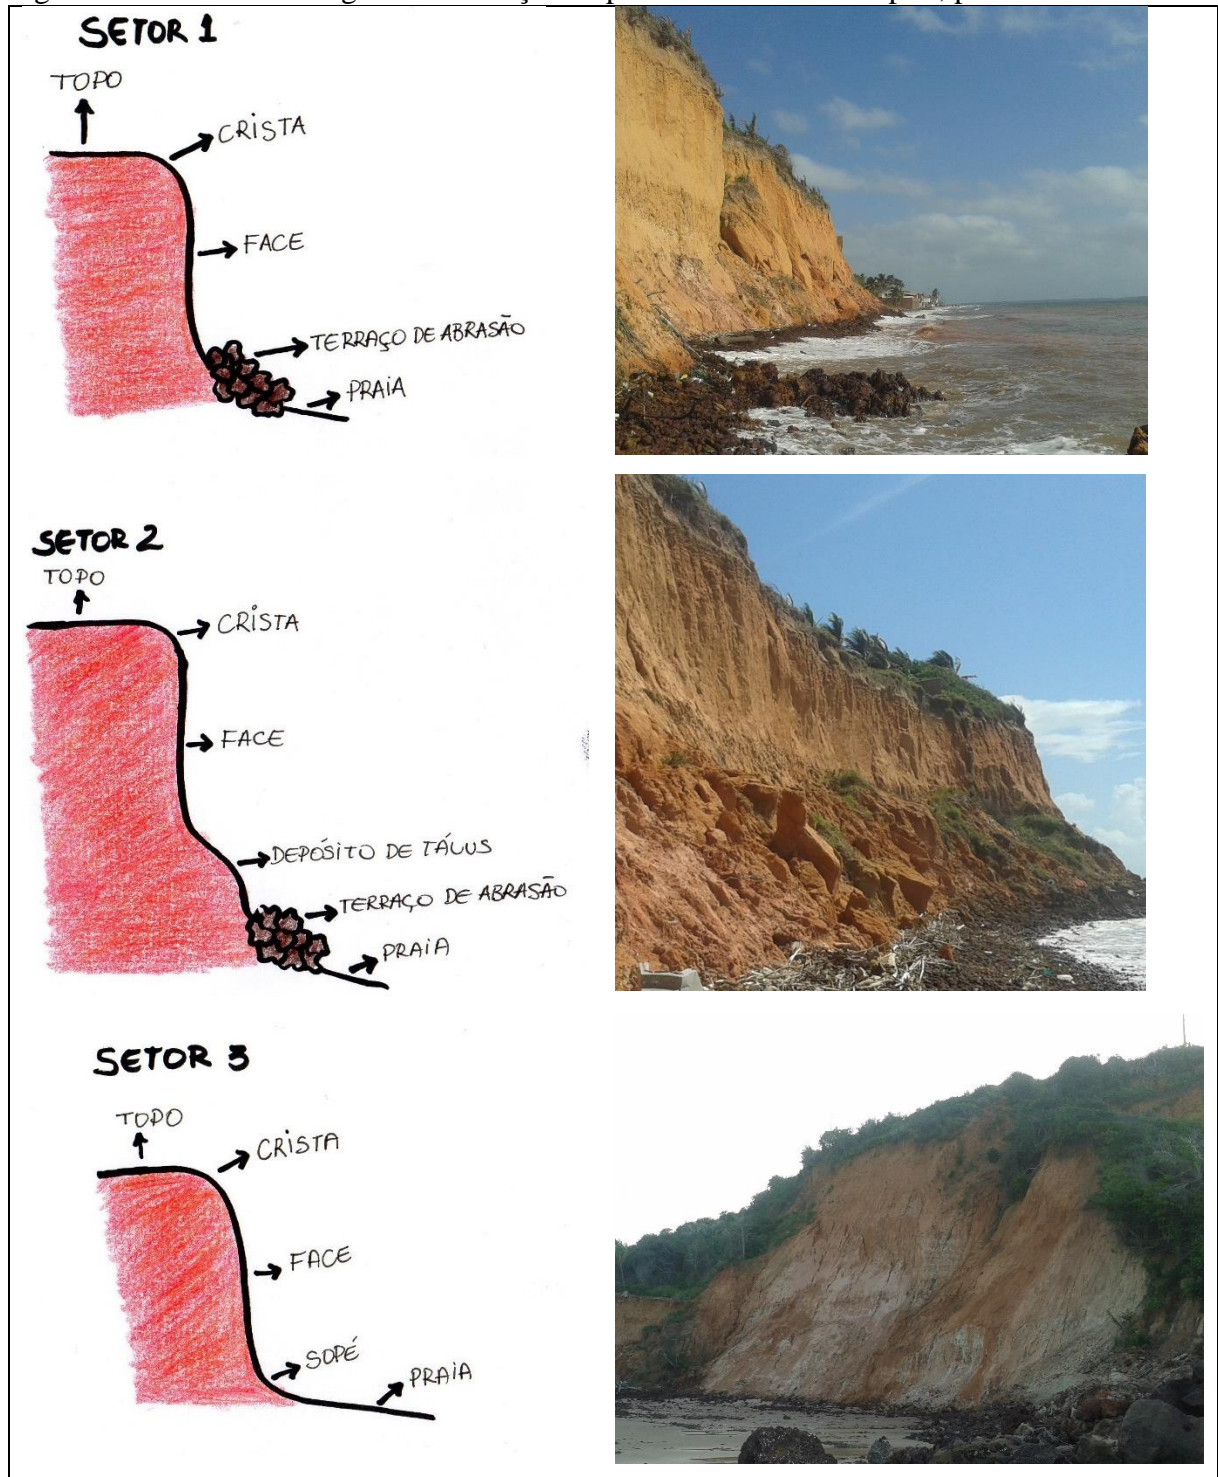 SETOR 1
TOPO
CRISTA
FACE
TERRAÇO DE ABRASÃO
PRAIA
SETOR 2
TOPO
CRISTA
FACE
DEPÓSITO DE TÁLUS
TERRAÇO DE ABRASÃO
PRAIA
SETOR 3
TOPO
CRISTA
FACE
SOPÉ
PRAIA